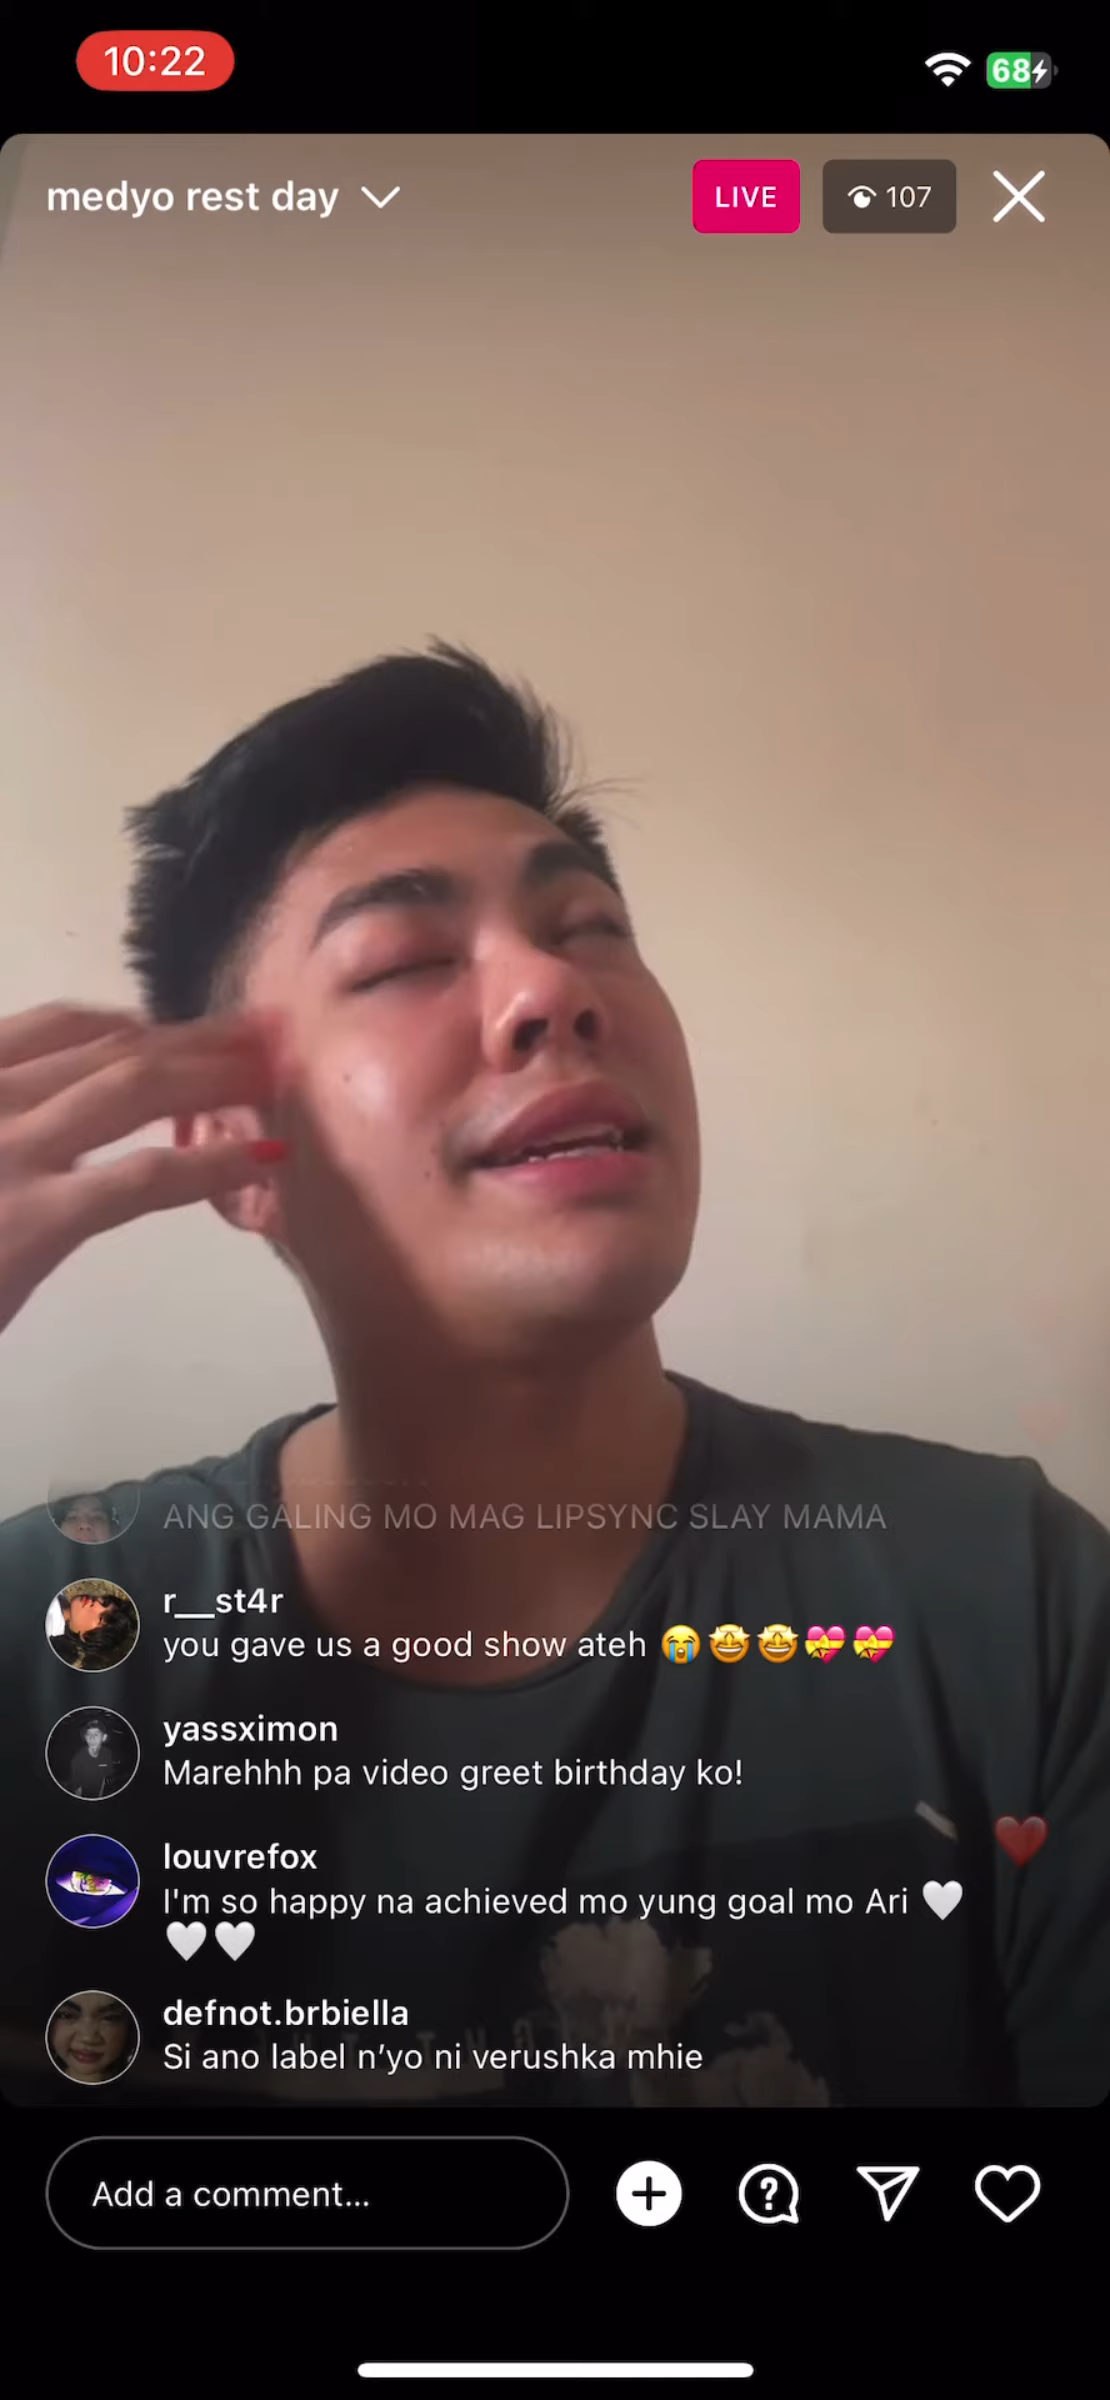 10:22
68
medyo rest day
LIVE
107
ANG GALING MO MAG LIPSYNC SLAY MAMA
r__st4r
you gave us a good show ateh 😭🤩🤩💝💝
yassximon
Marehhh pa video greet birthday ko!
louvrefox
I'm so happy na achieved mo yung goal mo Ari 🤍
🤍🤍
defnot.brbiella
Si ano label n’yo ni verushka mhie
Add a comment...